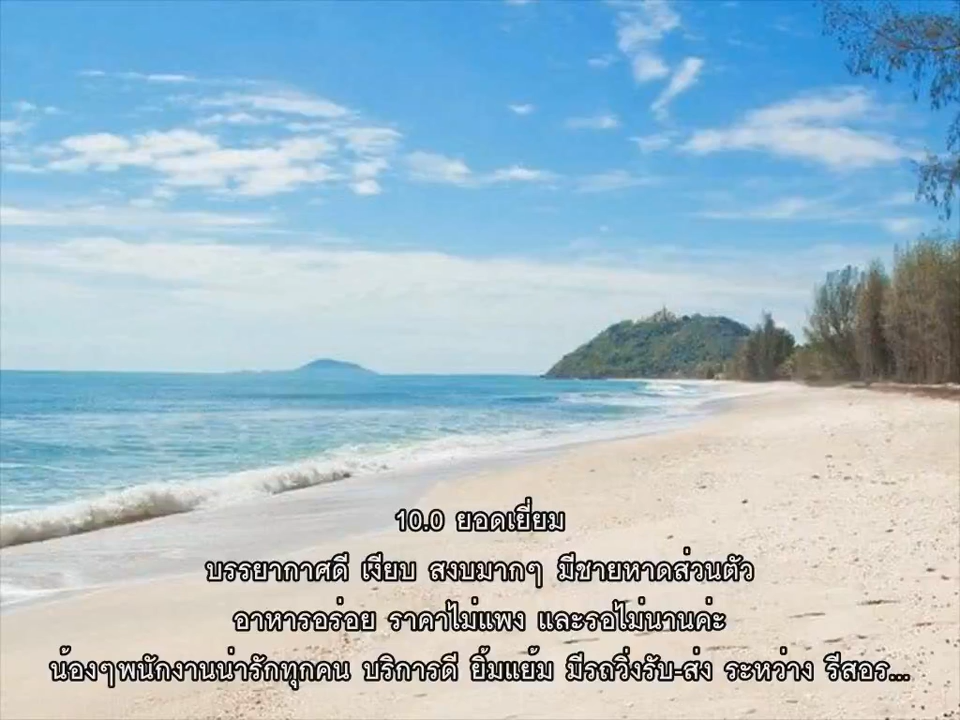 10.0 ยอดเยี่ยม
บรรยากาศดี เงียบ สงบมากๆ มีชายหาดส่วนตัว
อาหารอร่อย ราคาไม่แพง และรอไม่นานค่ะ
น้องๆพนักงานน่ารักทุกคน บริการดี ยิ้มแย้ม มีรถวิ่งรับ-ส่ง ระหว่าง รีสอร...